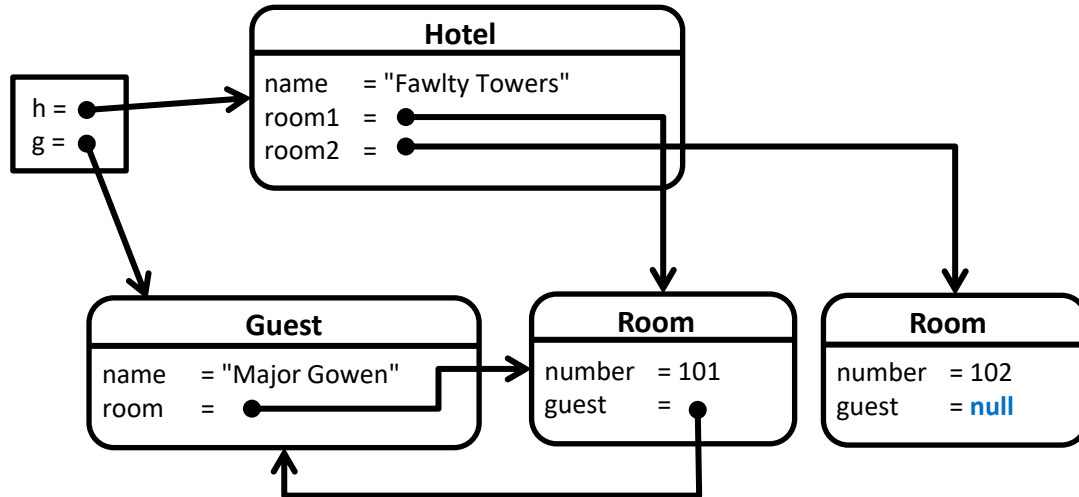 Hotel
name = "Fawlty Towers"
room1 =
room2 =
h =
g =
Guest
name = "Major Gowen"
room =
Room
number = 101
guest =
Room
number = 102
guest = null